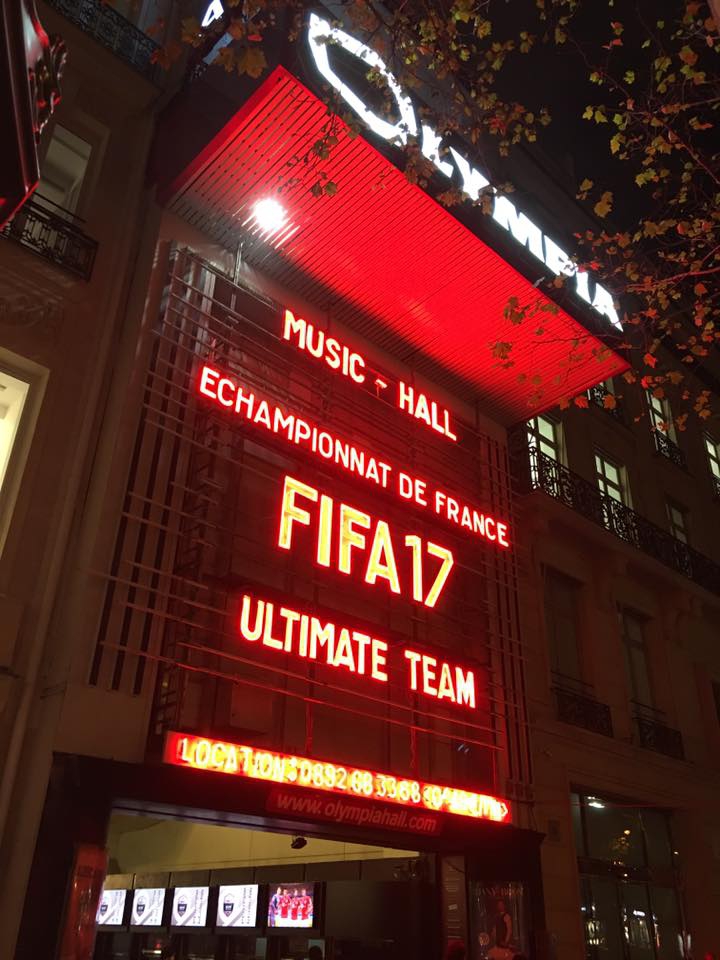 OLYMPIA
MUSIC - HALL
ECHAMPIONNAT DE FRANCE
FIFA 17
ULTIMATE TEAM
LOCATION: 0892.68.33.68
www.olympiahall.com